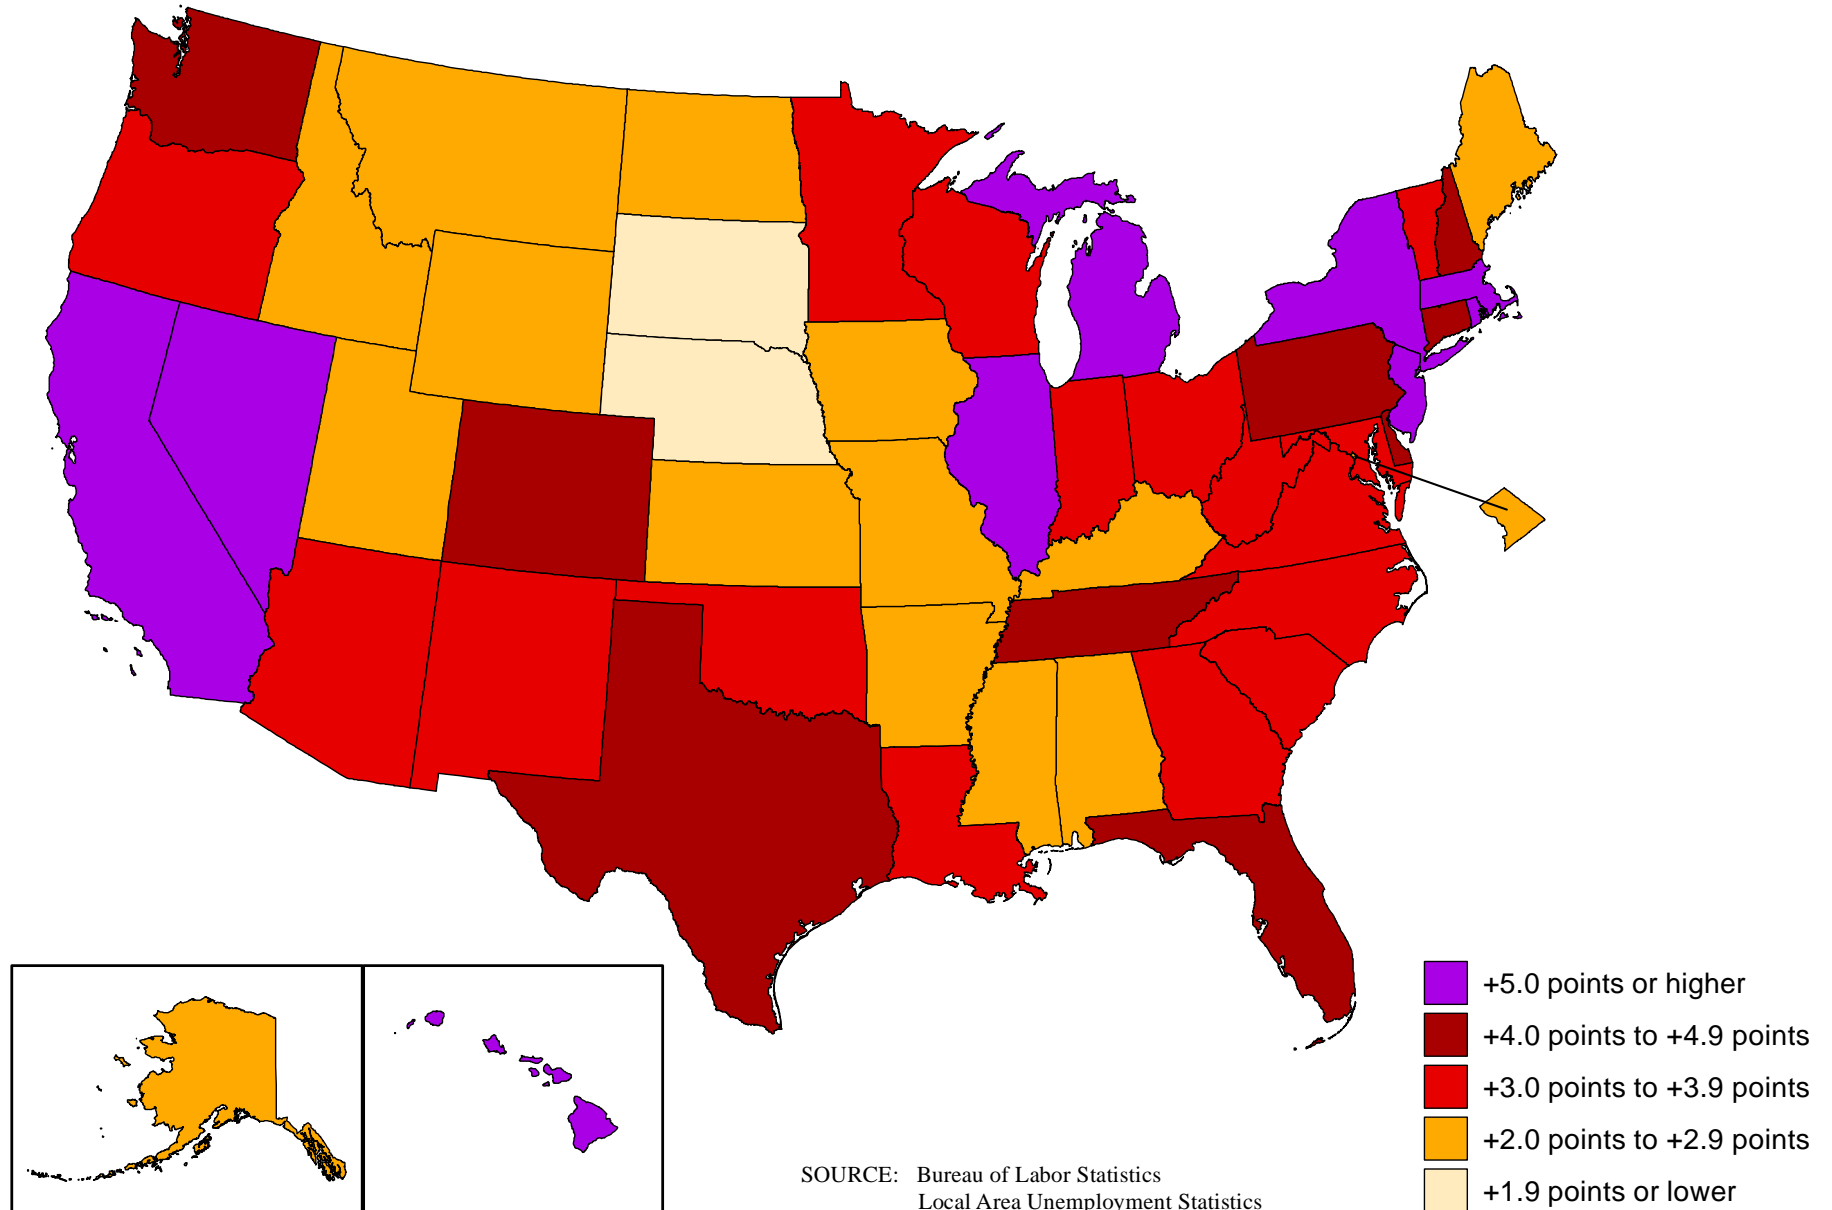 +5.0 points or higher
+4.0 points to +4.9 points
+3.0 points to +3.9 points
+2.0 points to +2.9 points
+1.9 points or lower
SOURCE: Bureau of Labor Statistics
Local Area Unemployment Statistics